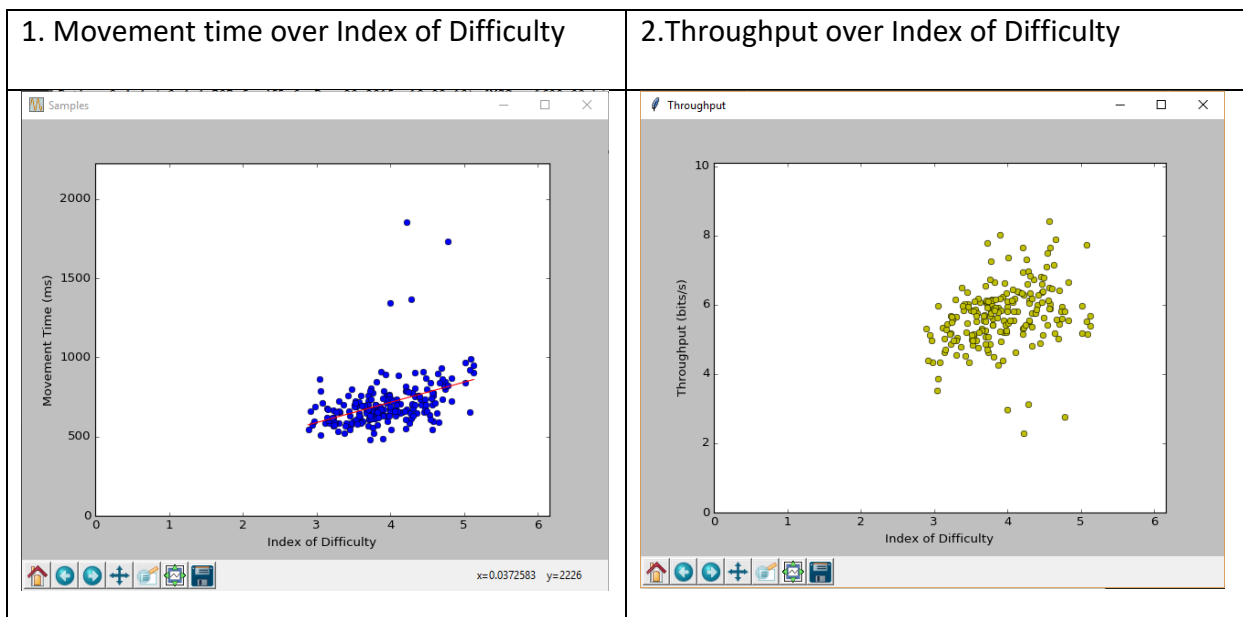 1. Movement time over Index of Difficulty
2.Throughput over Index of Difficulty
Samples
2000
1500
1000
500
0
0 1 2 3 4 5 6
Movement Time (ms)
Index of Difficulty
x=0.0372583 y=2226
Throughput
10
8
6
4
2
0
0 1 2 3 4 5 6
Throughput (bits/s)
Index of Difficulty